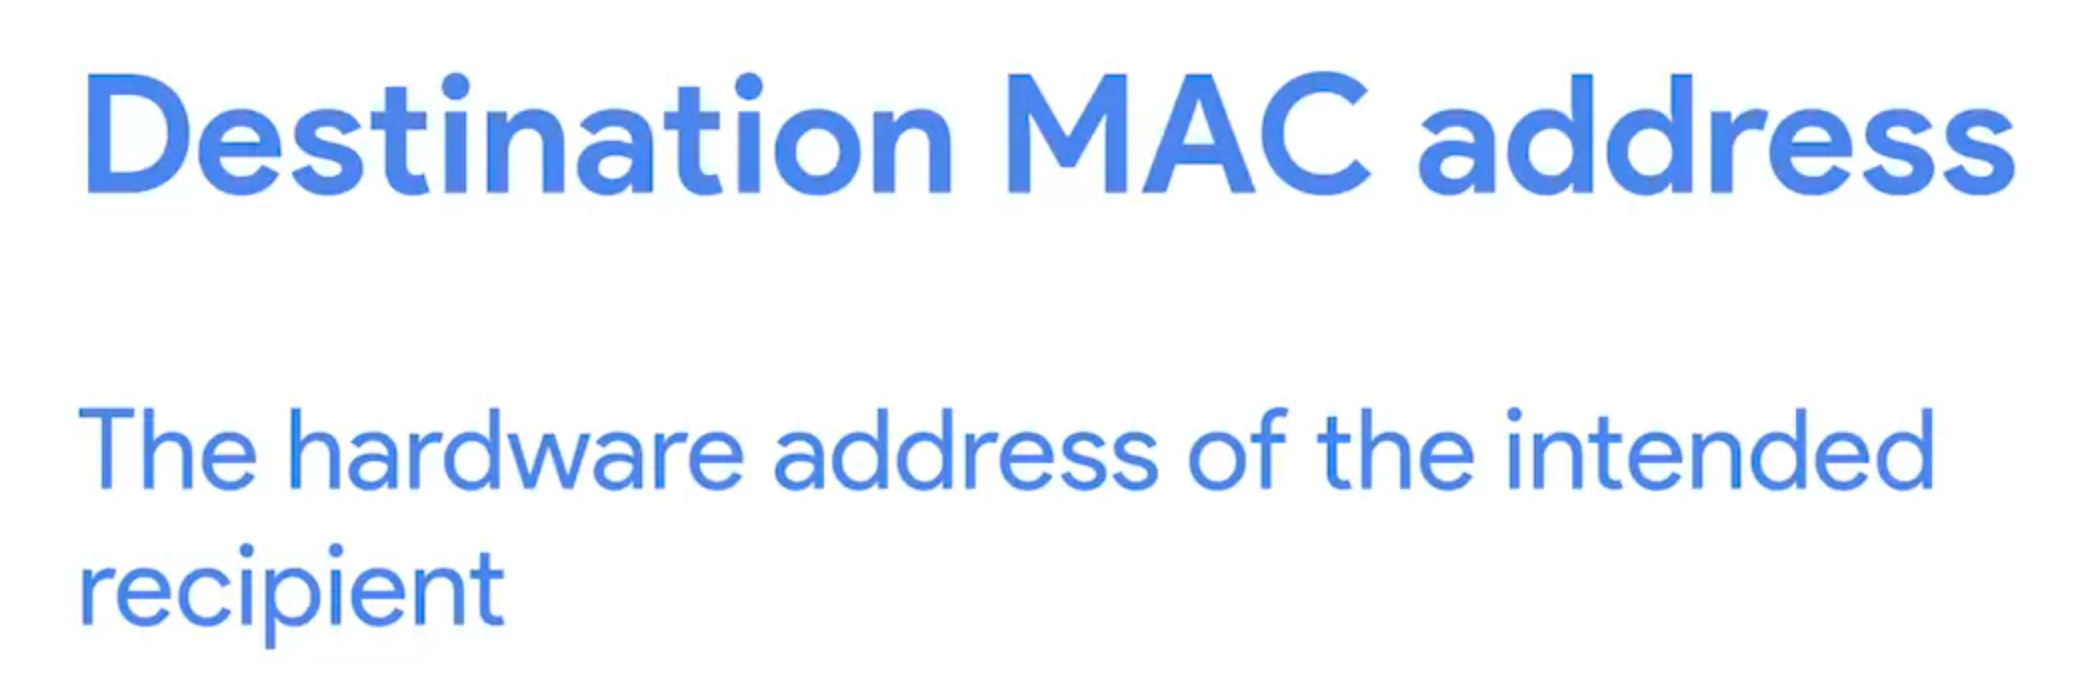 Destination MAC address
The hardware address of the intended
recipient